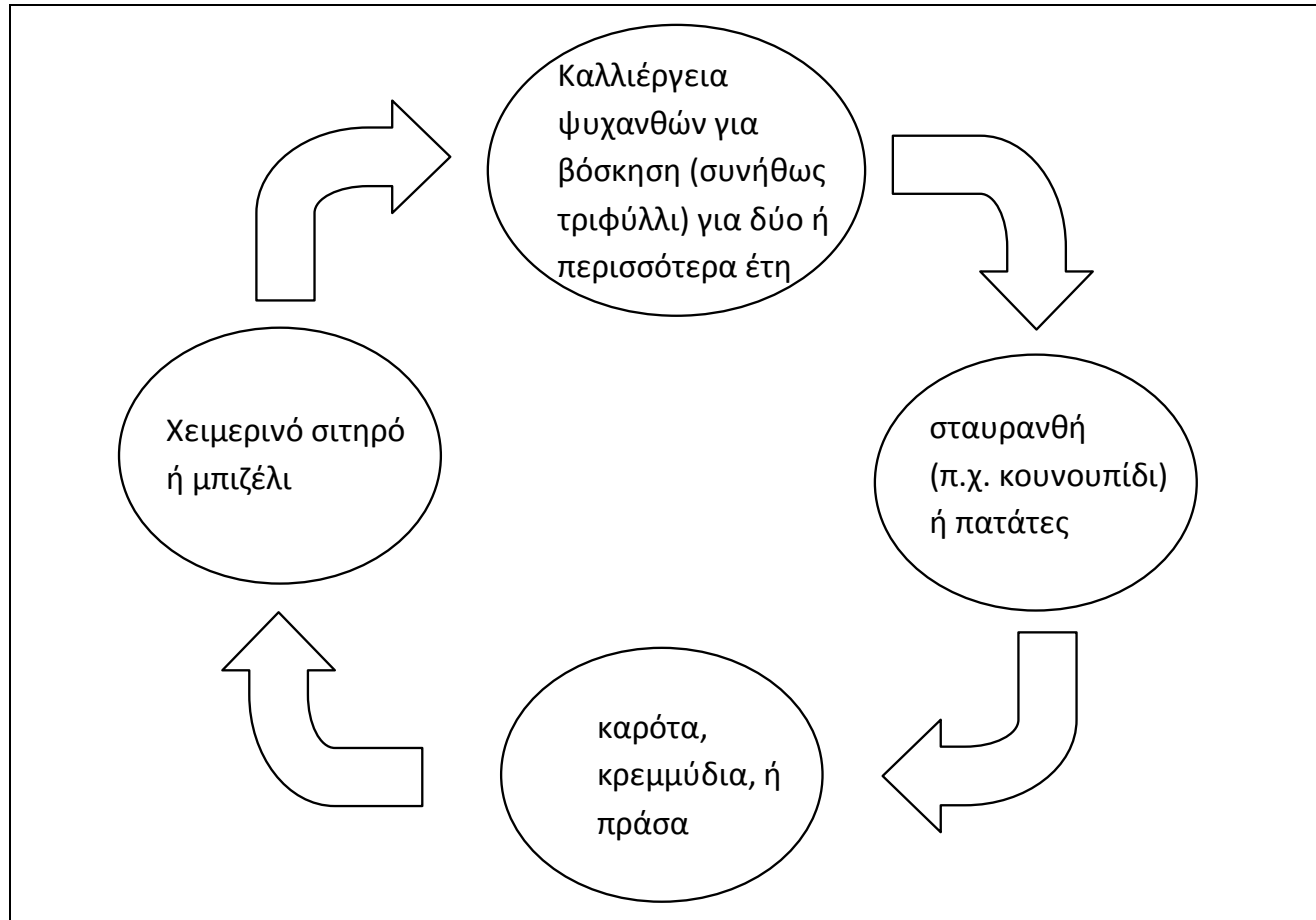 Καλλιέργεια
ψυχανθών για
βόσκηση (συνήθως
τριφύλλι) για δύο ή
περισσότερα έτη
σταυρανθή
(π.χ. κουνουπίδι)
ή πατάτες
καρότα,
κρεμμύδια, ή
πράσα
Χειμερινό σιτηρό
ή μπιζέλι